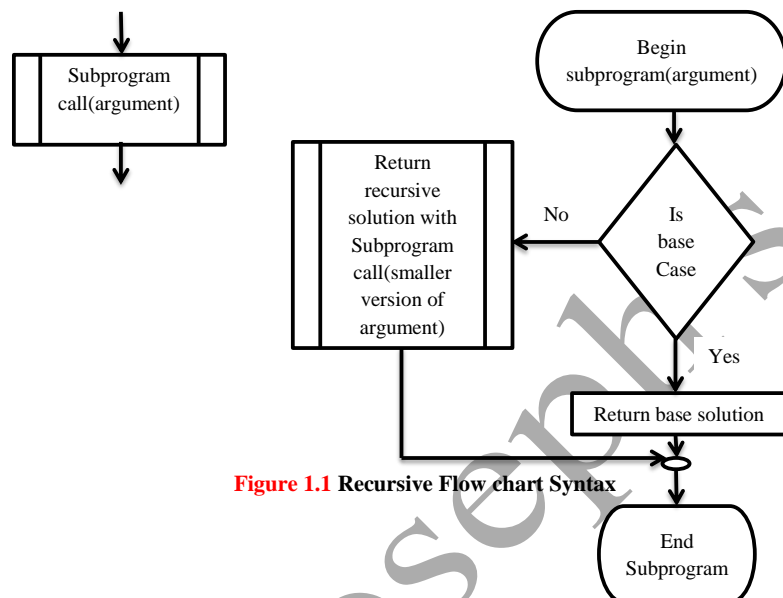 Subprogram
call(argument)
Begin
subprogram(argument)
Return
recursive
solution with
Subprogram
call(smaller
version of
argument)
No
Is
base
Case
Yes
Return base solution
Figure 1.1 Recursive Flow chart Syntax
End
Subprogram